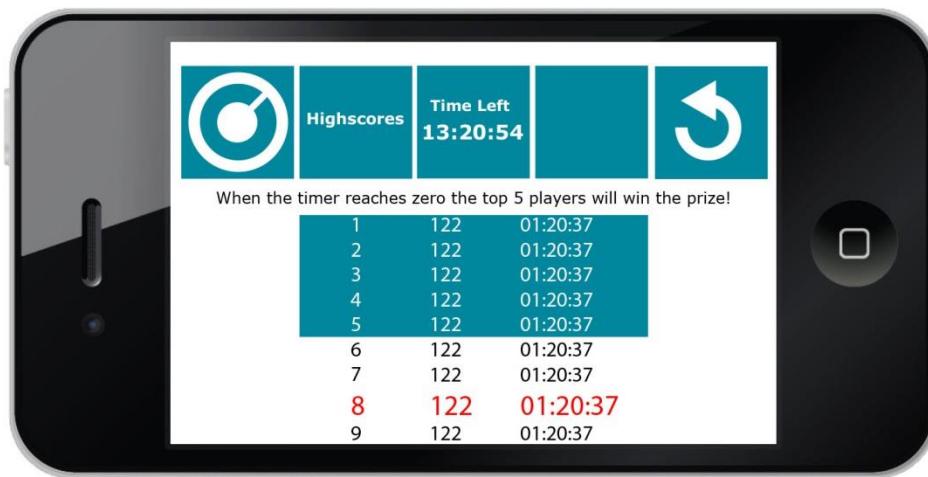 Highscores
Time Left
13:20:54
When the timer reaches zero the top 5 players will win the prize!
1 122 01:20:37
2 122 01:20:37
3 122 01:20:37
4 122 01:20:37
5 122 01:20:37
6 122 01:20:37
7 122 01:20:37
8 122 01:20:37
9 122 01:20:37